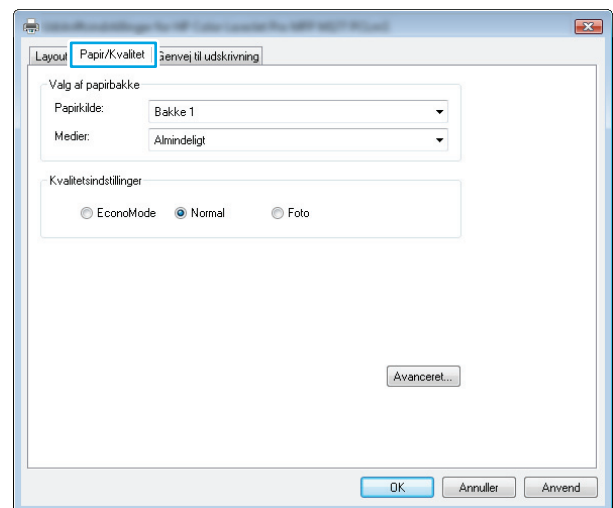 Layout Papir/Kvalitet Genvej til udskrivning
Valg af papirbakke
Papirkilde: Bakke 1
Medier: Almindeligt
Kvalitetsindstillinger
EconoMode Normal Foto
Avanceret...
OK Annuller Anvend